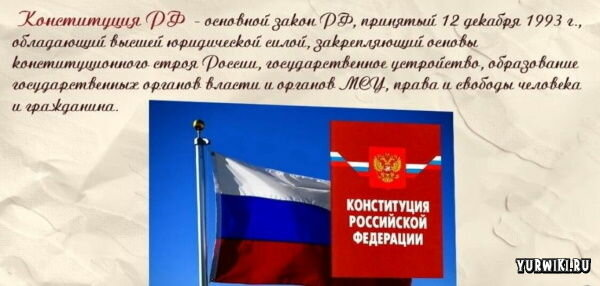 Конституция РФ - основной закон РФ, принятый 12 декабря 1993 г.,
обладающий высшей юридической силой, закрепляющий основы
конституционного строя России, государственное устройство, образование
государственных органов власти и органов МСУ, права и свободы человека
и гражданина.
КОНСТИТУЦИЯ
РОССИЙСКОЙ
ФЕДЕРАЦИИ
YURWIKI.RU